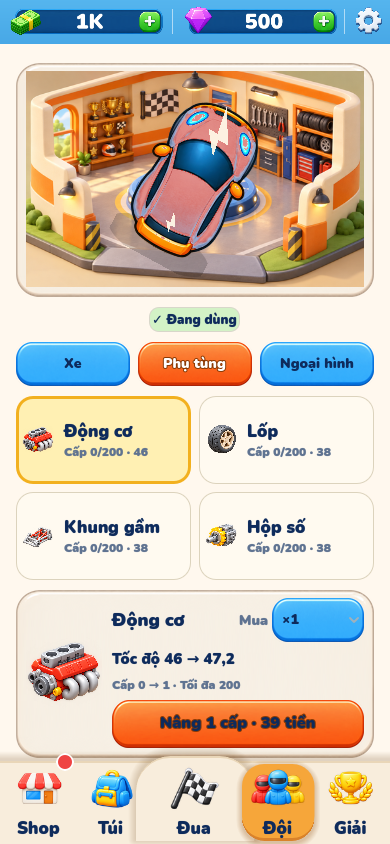 1K
500
✓ Đang dùng
Xe
Phụ tùng
Ngoại hình
Động cơ
Cấp 0/200 · 46
Lốp
Cấp 0/200 · 38
Khung gầm
Cấp 0/200 · 38
Hộp số
Cấp 0/200 · 38
Động cơ
Mua
×1
Tốc độ 46 → 47,2
Cấp 0 → 1 · Tối đa 200
Nâng 1 cấp · 39 tiền
Shop
Túi
Đua
Đội
Giải